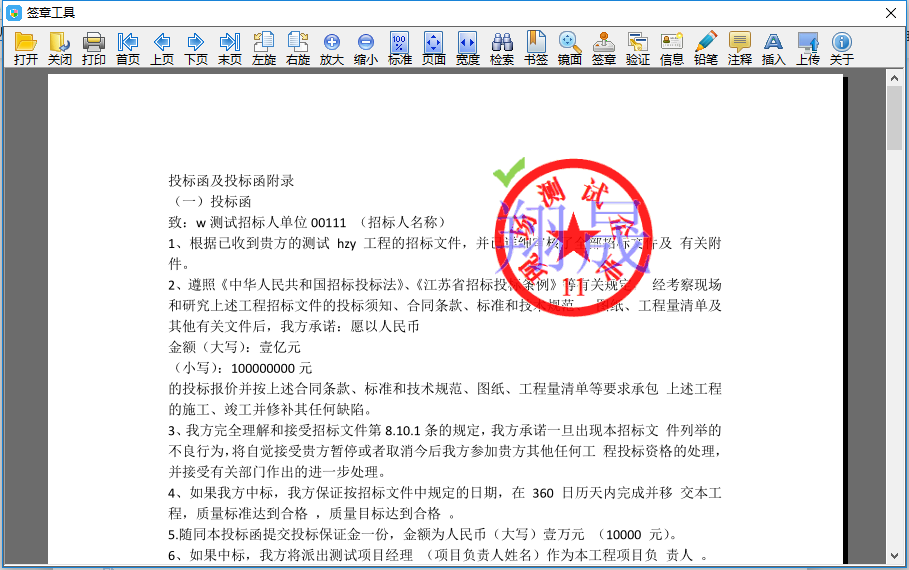 签章工具
打开 关闭 打印 首页 上页 下页 末页 左旋 右旋 放大 缩小 标准 页面 宽度 检索 书签 镜面 签章 验证 信息 铅笔 注释 插入 上传 关于
投标函及投标函附录
（一）投标函
致：w 测试招标人单位 00111 （招标人名称）
1、根据已收到贵方的测试 hzy 工程的招标文件，并已详细审核了全部招标文件及 有关附
件。
2、遵照《中华人民共和国招标投标法》、《江苏省招标投标条例》等有关规定， 经考察现场
和研究上述工程招标文件的投标须知、合同条款、标准和技术规范、 图纸、工程量清单及
其他有关文件后，我方承诺：愿以人民币
金额（大写）：壹亿元
（小写）：100000000 元
的投标报价并按上述合同条款、标准和技术规范、图纸、工程量清单等要求承包 上述工程
的施工、竣工并修补其任何缺陷。
3、我方完全理解和接受招标文件第 8.10.1 条的规定，我方承诺一旦出现本招标文 件列举的
不良行为，将自觉接受贵方暂停或者取消今后我方参加贵方其他任何工 程投标资格的处理，
并接受有关部门作出的进一步处理。
4、如果我方中标，我方保证按招标文件中规定的日期，在 360 日历天内完成并移 交本工
程，质量标准达到合格 ，质量目标达到合格 。
5.随同本投标函提交投标保证金一份，金额为人民币（大写）壹万元 （10000 元）。
6、如果中标，我方将派出测试项目经理 （项目负责人姓名）作为本工程项目负 责人 。
现场测试企业
11
翔晟